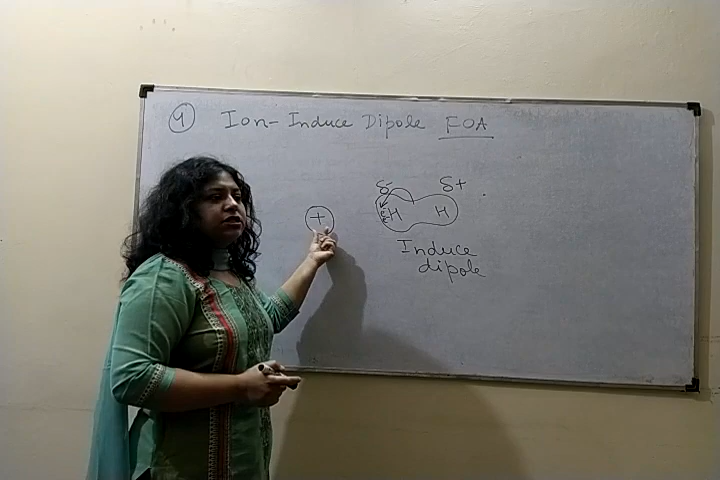 4 Ion-Induce Dipole FOA
δ- δ+
+ H H
Induce
dipole